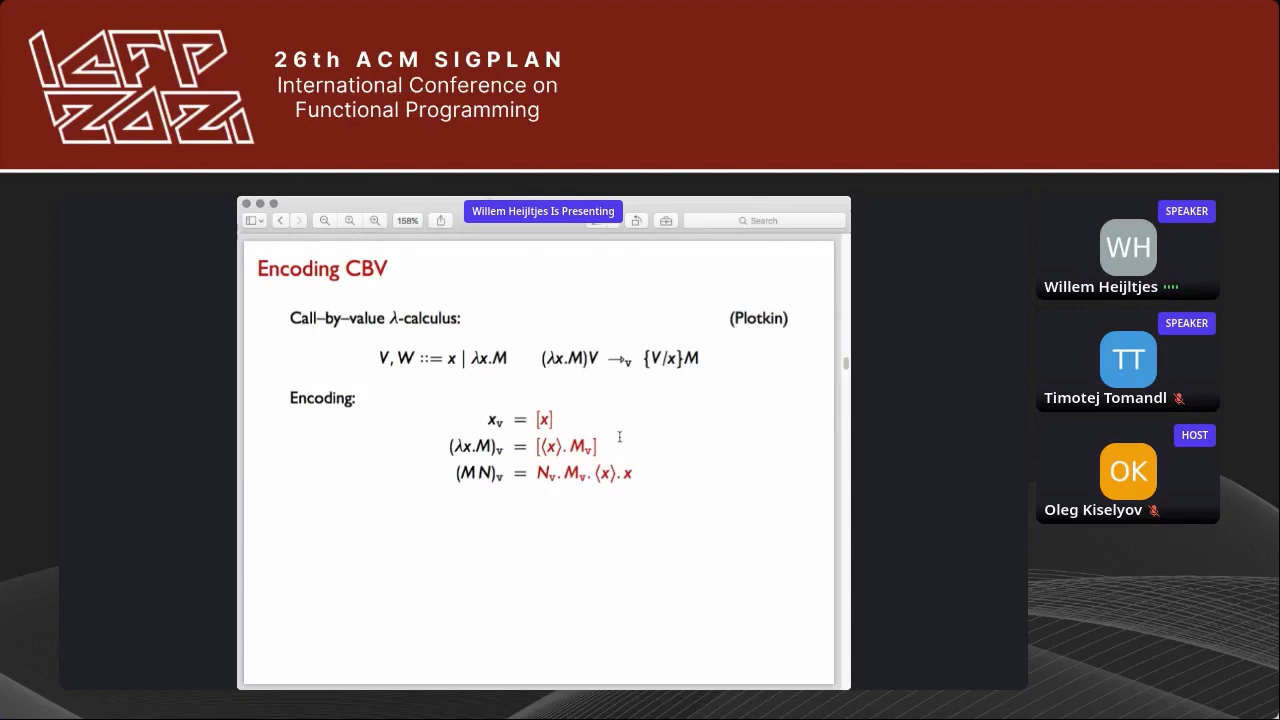 ICFP
2021
26th ACM SIGPLAN
International Conference on
Functional Programming
Willem Heijltjes Is Presenting
158%
Search
Encoding CBV
Call–by–value λ-calculus: (Plotkin)
V, W ::= x | λx.M (λx.M)V →ᵥ {V/x}M
Encoding:
xᵥ = [x]
(λx.M)ᵥ = [⟨x⟩. Mᵥ]
(M N)ᵥ = Nᵥ. Mᵥ. ⟨x⟩. x
SPEAKER
WH
Willem Heijltjes
SPEAKER
TT
Timotej Tomandl
HOST
OK
Oleg Kiselyov